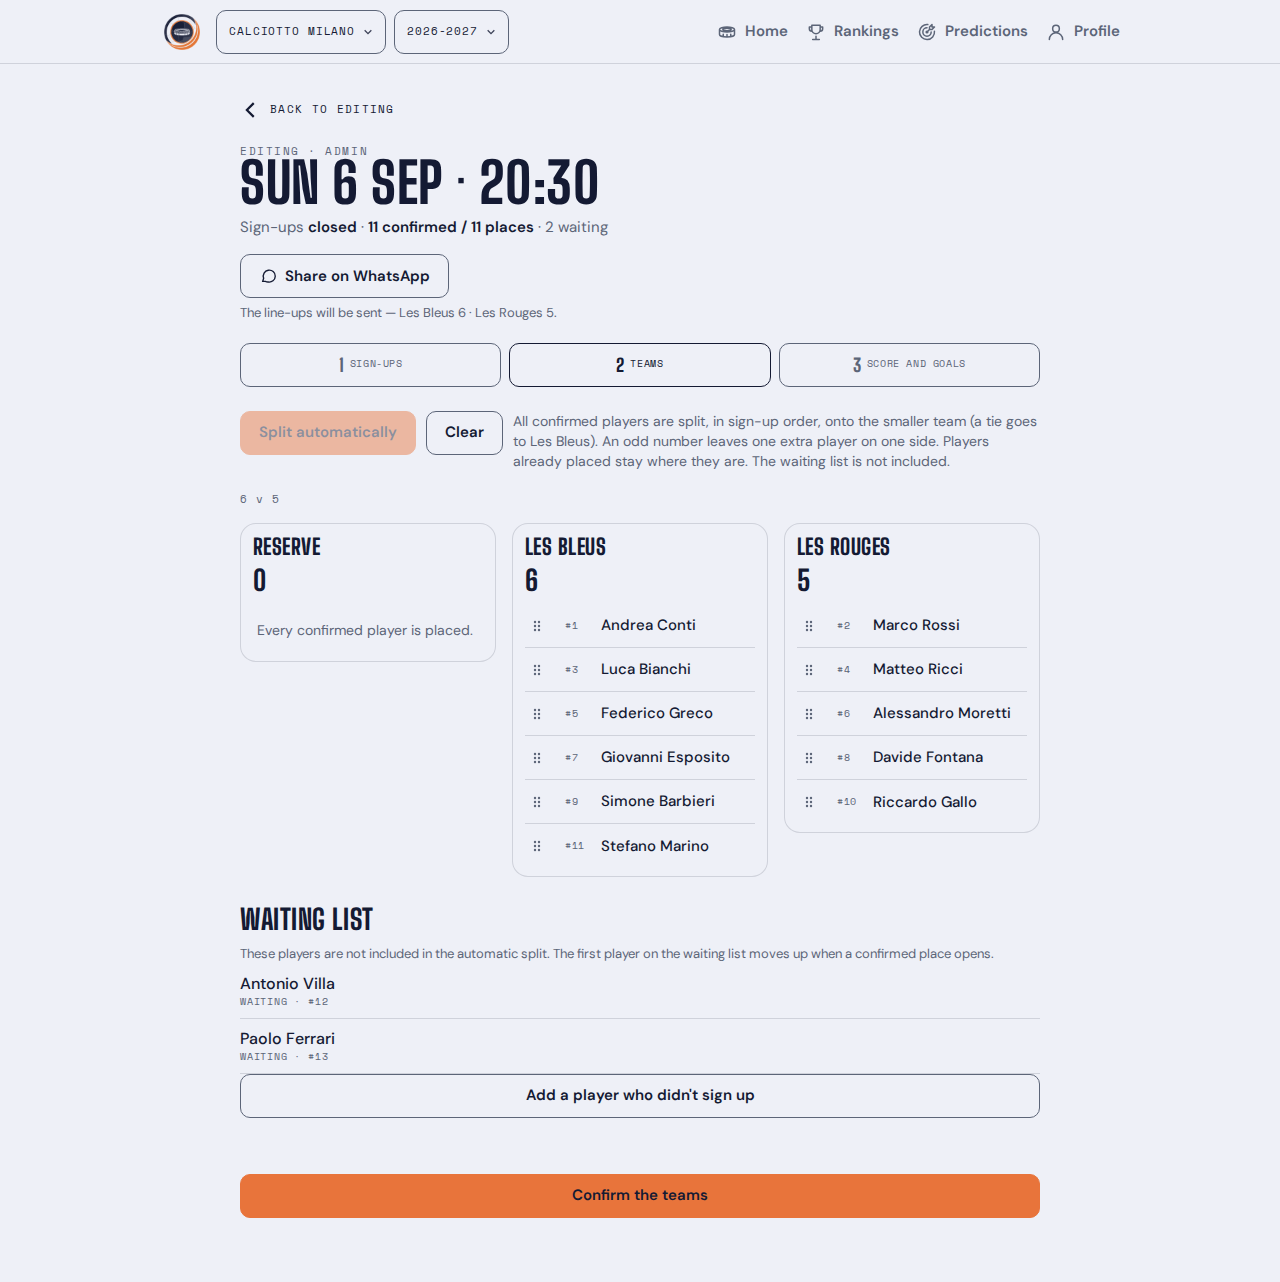 CALCIOTTO MILANO
2026-2027
Home
Rankings
Predictions
Profile
BACK TO EDITING
EDITING · ADMIN
SUN 6 SEP · 20:30
Sign-ups closed · 11 confirmed / 11 places · 2 waiting
Share on WhatsApp
The line-ups will be sent — Les Bleus 6 · Les Rouges 5.
1 SIGN-UPS
2 TEAMS
3 SCORE AND GOALS
Split automatically
Clear
All confirmed players are split, in sign-up order, onto the smaller team (a tie goes
to Les Bleus). An odd number leaves one extra player on one side. Players
already placed stay where they are. The waiting list is not included.
6 v 5
RESERVE
0
Every confirmed player is placed.
LES BLEUS
6
#1 Andrea Conti
#3 Luca Bianchi
#5 Federico Greco
#7 Giovanni Esposito
#9 Simone Barbieri
#11 Stefano Marino
LES ROUGES
5
#2 Marco Rossi
#4 Matteo Ricci
#6 Alessandro Moretti
#8 Davide Fontana
#10 Riccardo Gallo
WAITING LIST
These players are not included in the automatic split. The first player on the waiting list moves up when a confirmed place opens.
Antonio Villa
WAITING · #12
Paolo Ferrari
WAITING · #13
Add a player who didn't sign up
Confirm the teams